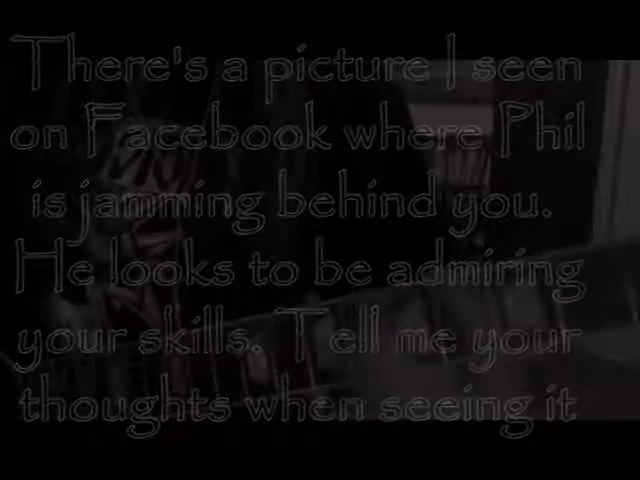 There's a picture I seen
on Facebook where Phil
is jamming behind you.
He looks to be admiring
your skills. Tell me your
thoughts when seeing it